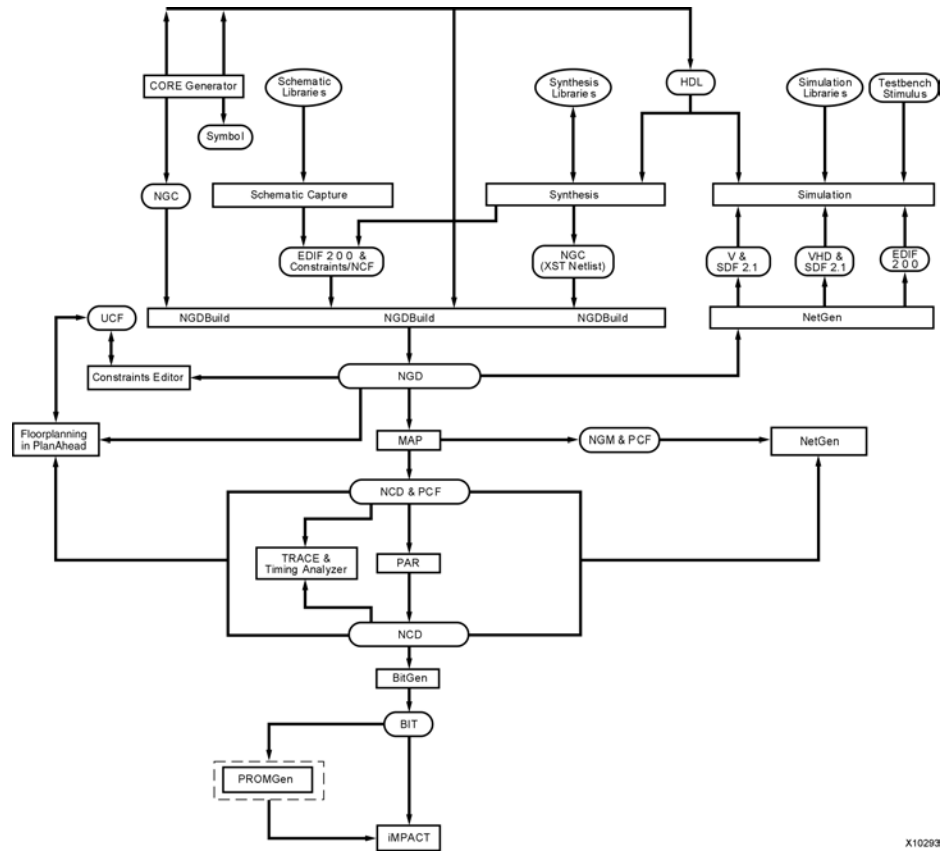 CORE Generator
Schematic
Libraries
Synthesis
Libraries
HDL
Simulation
Libraries
Testbench
Stimulus
Symbol
NGC
Schematic Capture
Synthesis
Simulation
EDIF 2 0 0 &
Constraints/NCF
NGC
(XST Netlist)
V &
SDF 2.1
VHD &
SDF 2.1
EDIF
2 0 0
UCF
NGDBuild
NGDBuild
NGDBuild
NetGen
Constraints Editor
NGD
Floorplanning
in PlanAhead
MAP
NGM & PCF
NetGen
NCD & PCF
TRACE &
Timing Analyzer
PAR
NCD
BitGen
BIT
PROMGen
iMPACT
X10293